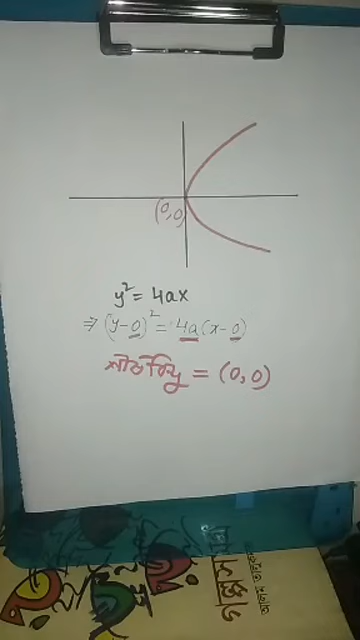 (0,0)
y² = 4ax
⇒ (y-0)² = 4a(x-0)
শীর্ষবিন্দু = (0,0)